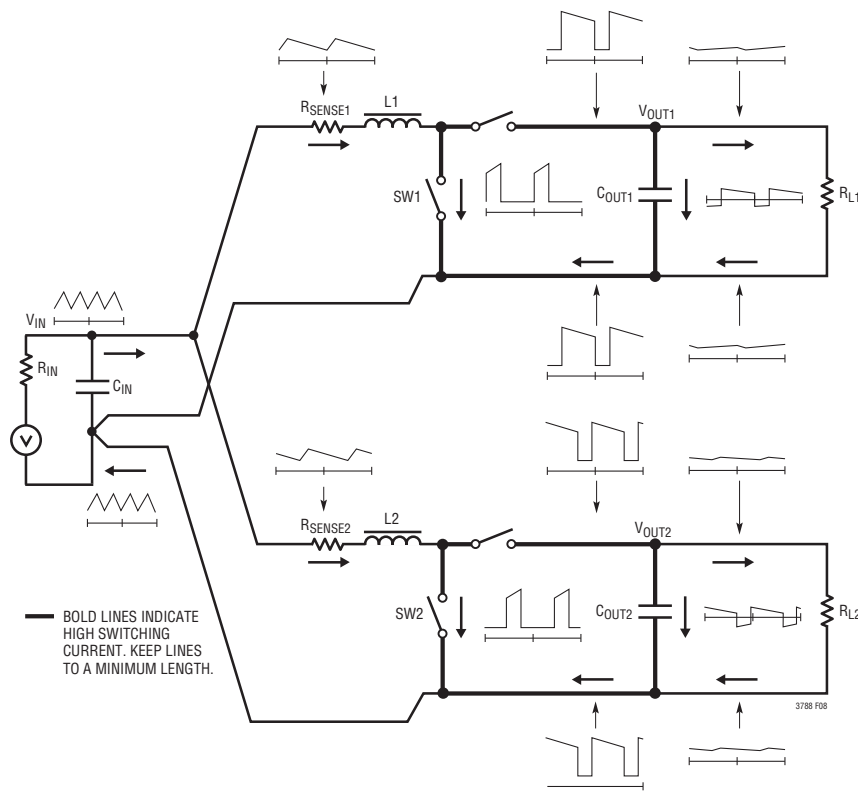 RSENSE1
L1
VOUT1
SW1
COUT1
RL1
VIN
RIN
CIN
V
RSENSE2
L2
VOUT2
SW2
COUT2
RL2
BOLD LINES INDICATE
HIGH SWITCHING
CURRENT. KEEP LINES
TO A MINIMUM LENGTH.
3788 F08